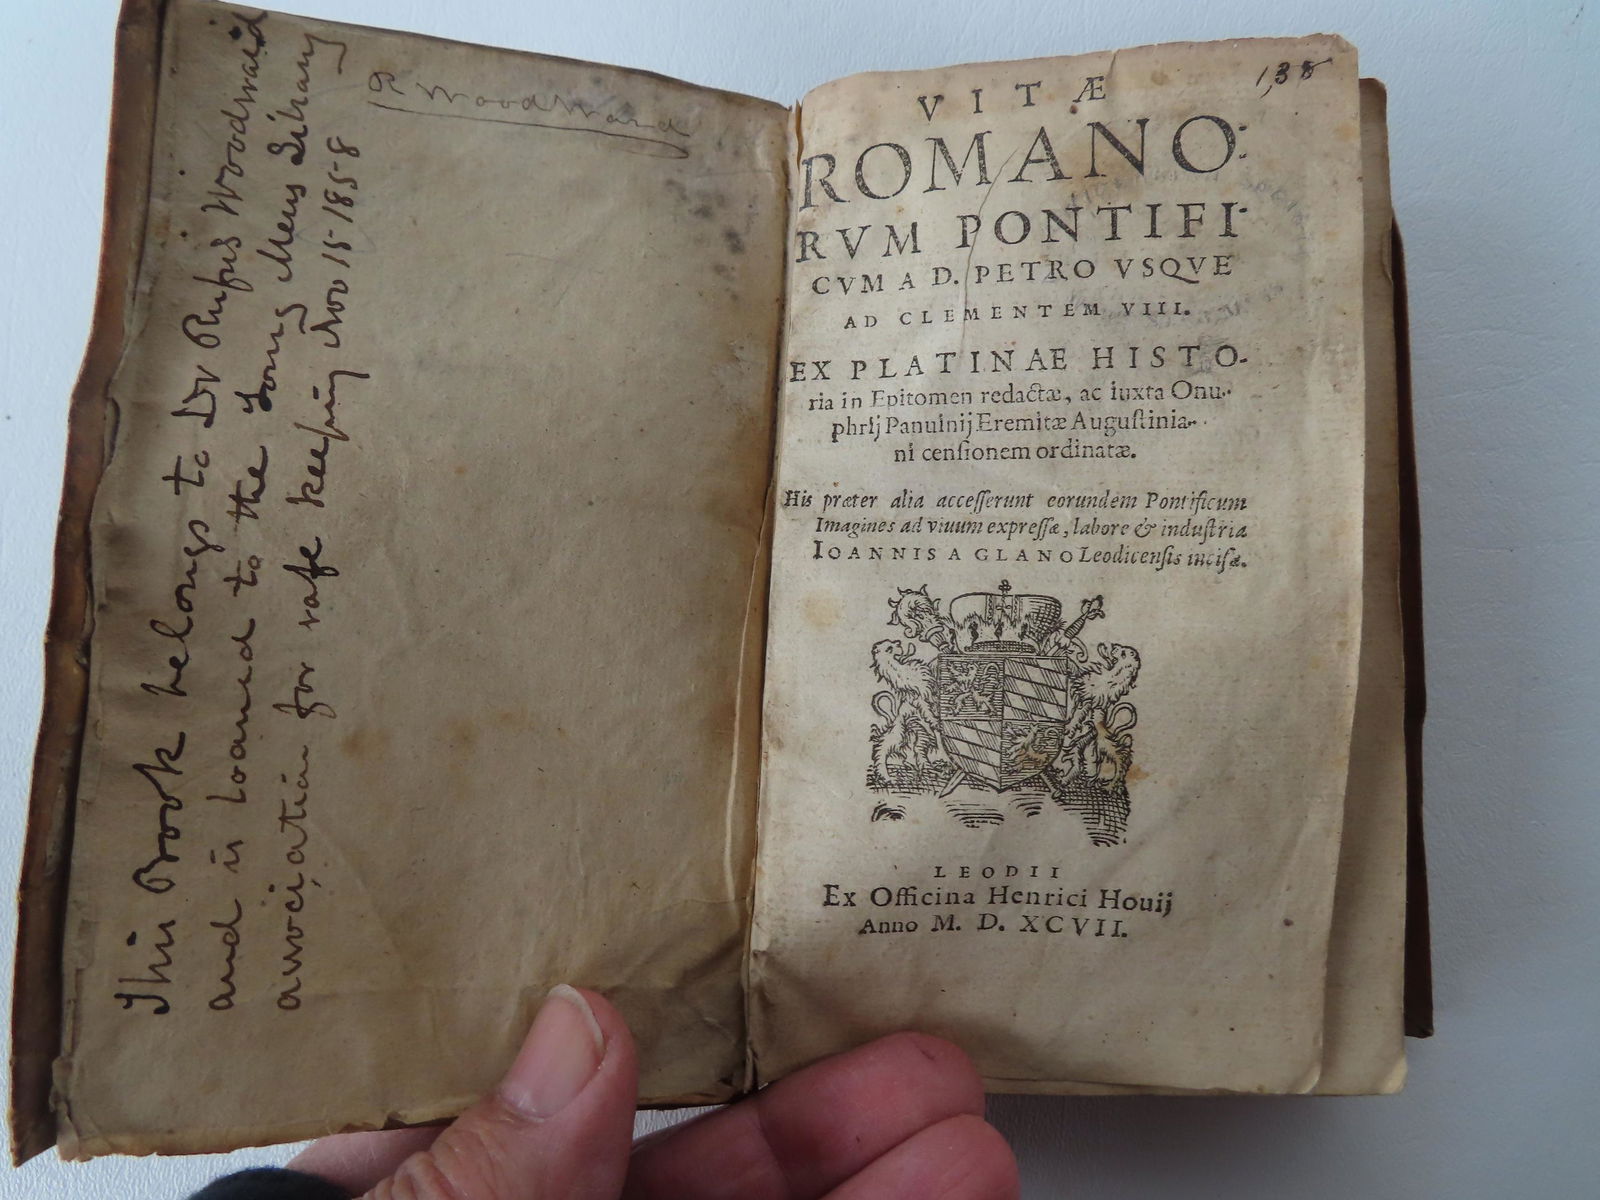 This Book belongs to Dr Rufus Woodward
and is loaned to the Young Mens Library
association for safe keeping Nov 15 1858
R Woodward
138
VITÆ
ROMANO-
RVM PONTIFI-
CVM A D. PETRO VSQVE
AD CLEMENTEM VIII.
EX PLATINAE HISTO-
ria in Epitomen redactæ, ac iuxta Onu-
phrij Panuinij Eremitæ Augustinia-
ni censionem ordinatæ.
His præter alia accesserunt eorundem Pontificum
Imagines ad viuum expressæ, labore & industria
IOANNIS A GLANO Leodicensis incisæ.
LEODII
Ex Officina Henrici Houij
Anno M. D. XCVII.